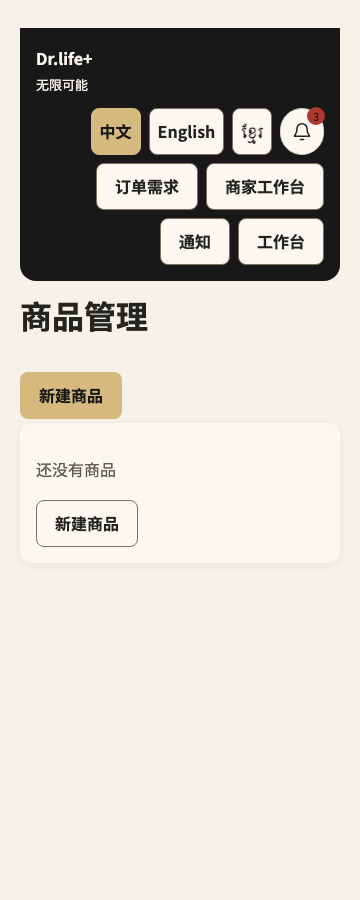 Dr.life+
无限可能
中文 English ខ្មែរ 3
订单需求 商家工作台
通知 工作台
商品管理
新建商品
还没有商品
新建商品